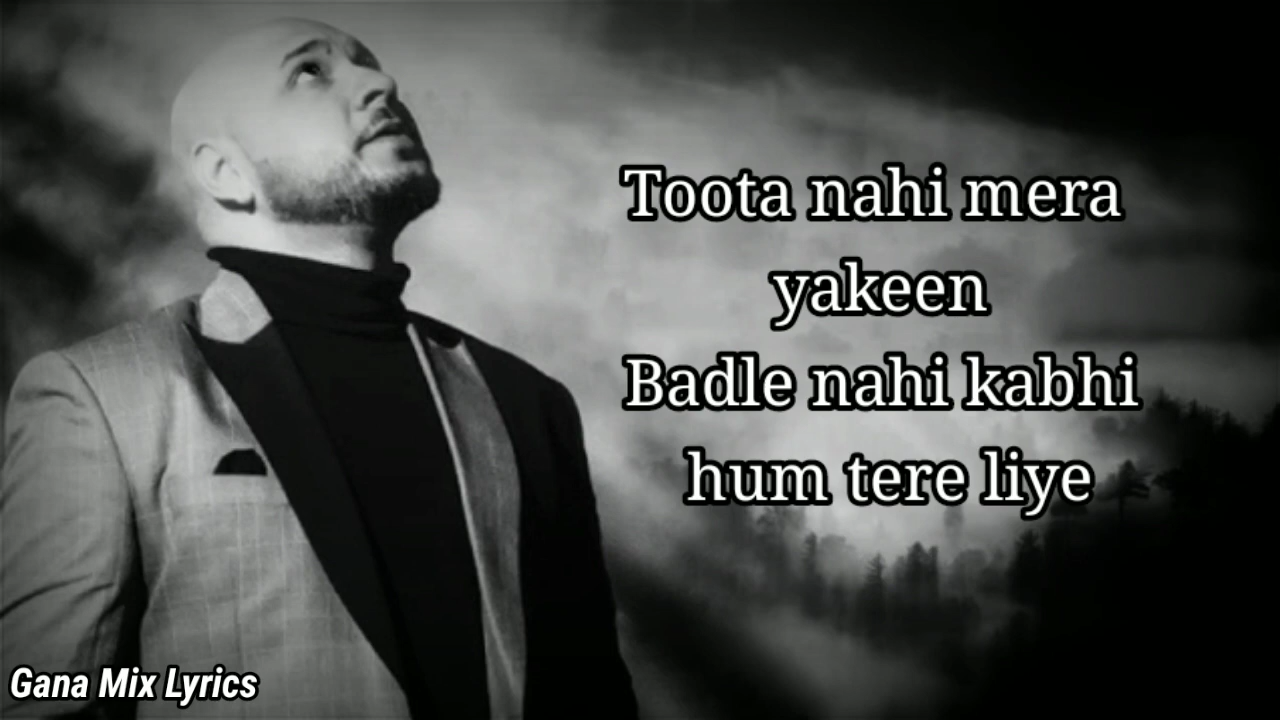 Toota nahi mera
yakeen
Badle nahi kabhi
hum tere liye
Gana Mix Lyrics